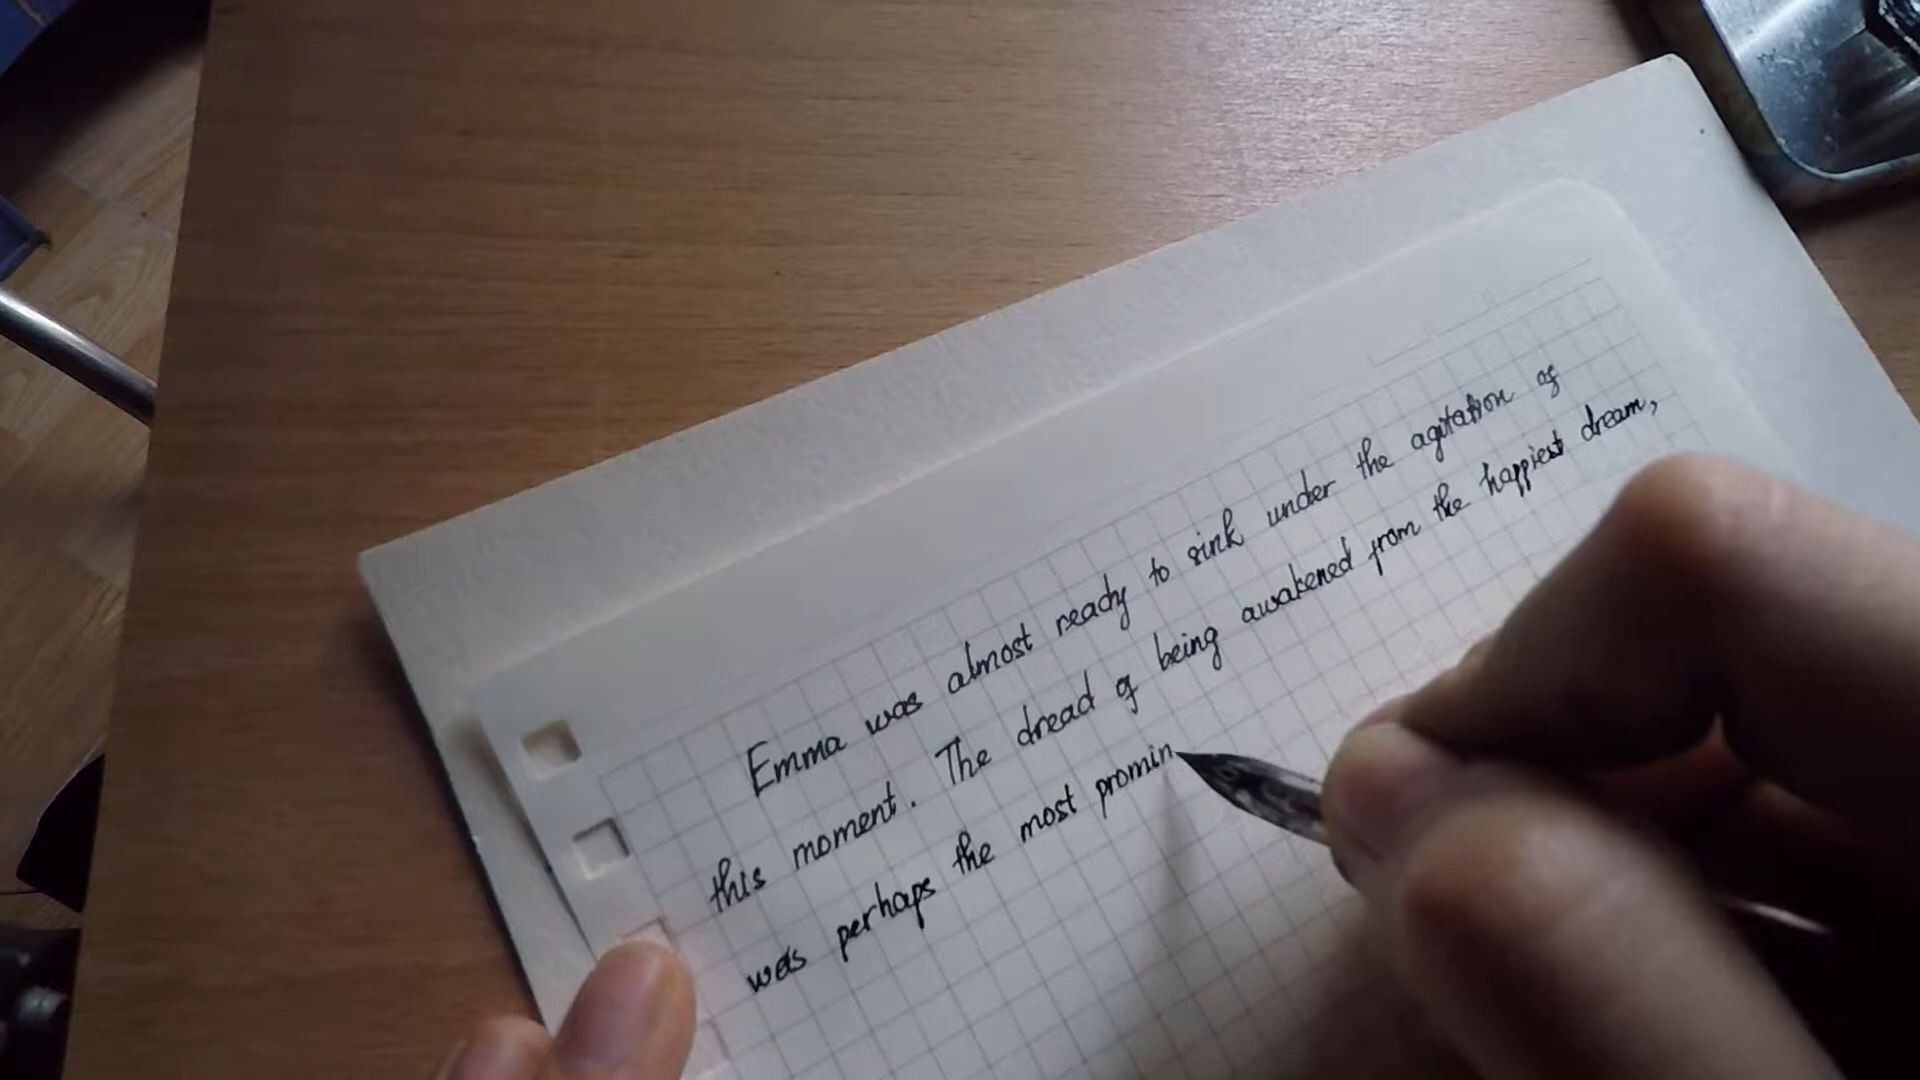 Emma was almost ready to sink under the agitation of
this moment. The dread of being awakened from the happiest dream,
was perhaps the most promin